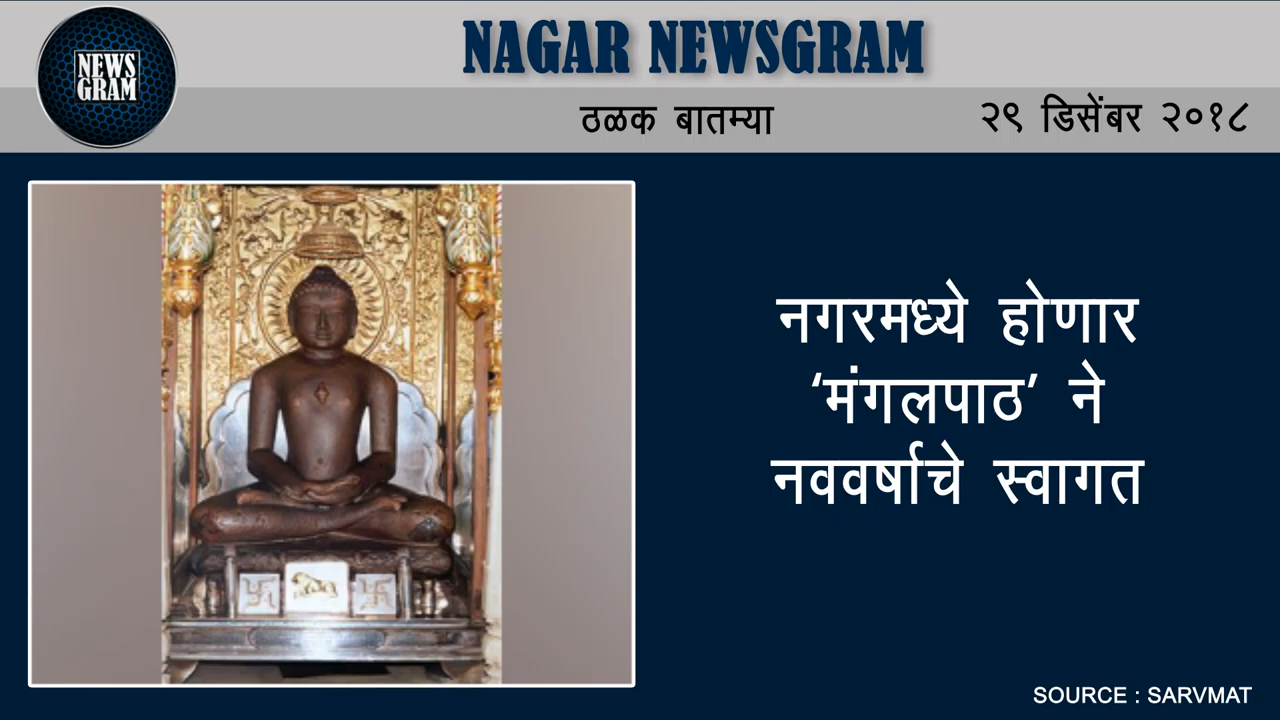 NEWS
GRAM
NAGAR NEWSGRAM
ठळक बातम्या
२९ डिसेंबर २०१८
नगरमध्ये होणार
‘मंगलपाठ’ ने
नववर्षाचे स्वागत
SOURCE : SARVMAT